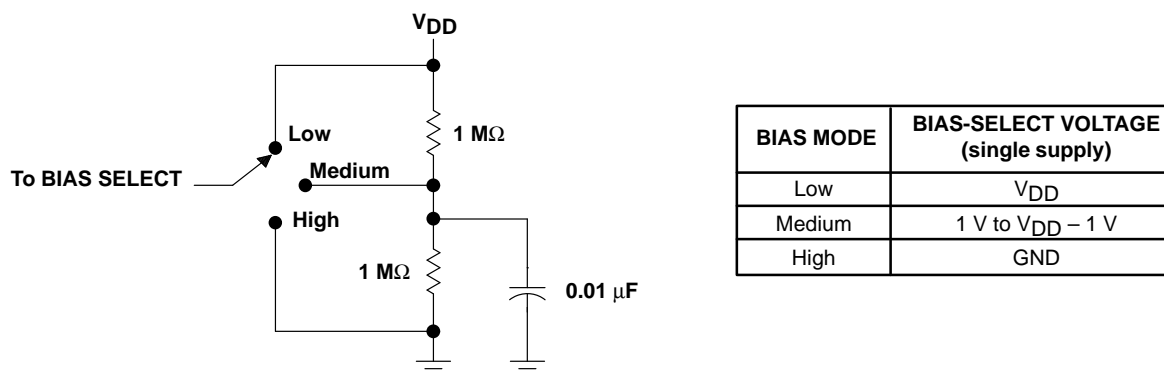 VDD
Low
1 MΩ
To BIAS SELECT
Medium
High
1 MΩ
0.01 μF
BIAS MODE
BIAS-SELECT VOLTAGE
(single supply)
Low
VDD
Medium
1 V to VDD – 1 V
High
GND